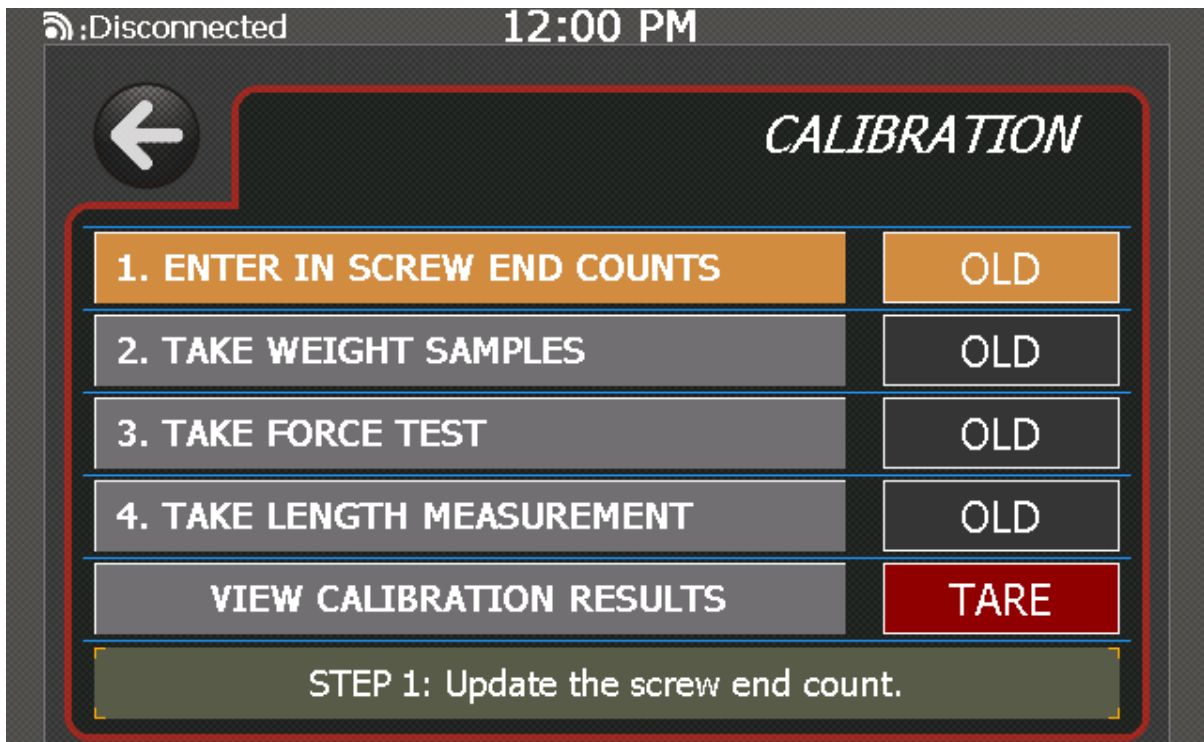 :Disconnected 12:00 PM
CALIBRATION
1. ENTER IN SCREW END COUNTS OLD
2. TAKE WEIGHT SAMPLES OLD
3. TAKE FORCE TEST OLD
4. TAKE LENGTH MEASUREMENT OLD
VIEW CALIBRATION RESULTS TARE
STEP 1: Update the screw end count.